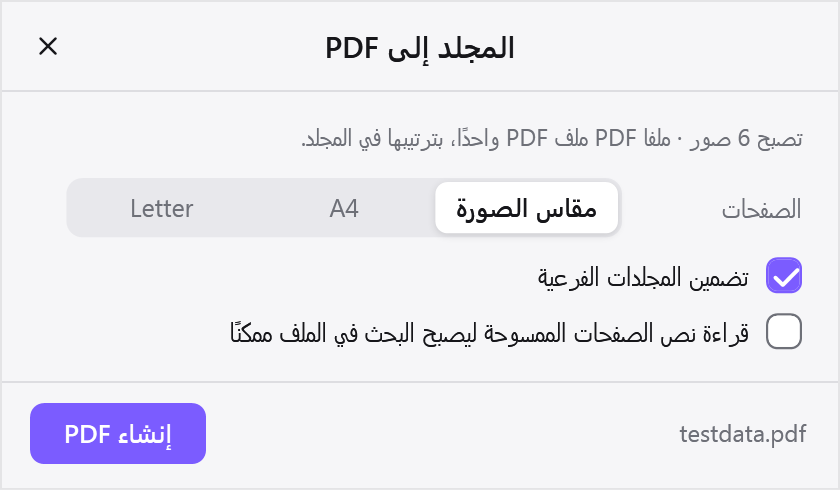 المجلد إلى PDF
تصبح 6 صور · ملفا PDF ملف PDF واحدًا، بترتيبها في المجلد.
الصفحات مقاس الصورة A4 Letter
تضمين المجلدات الفرعية
قراءة نص الصفحات الممسوحة ليصبح البحث في الملف ممكنًا
testdata.pdf إنشاء PDF